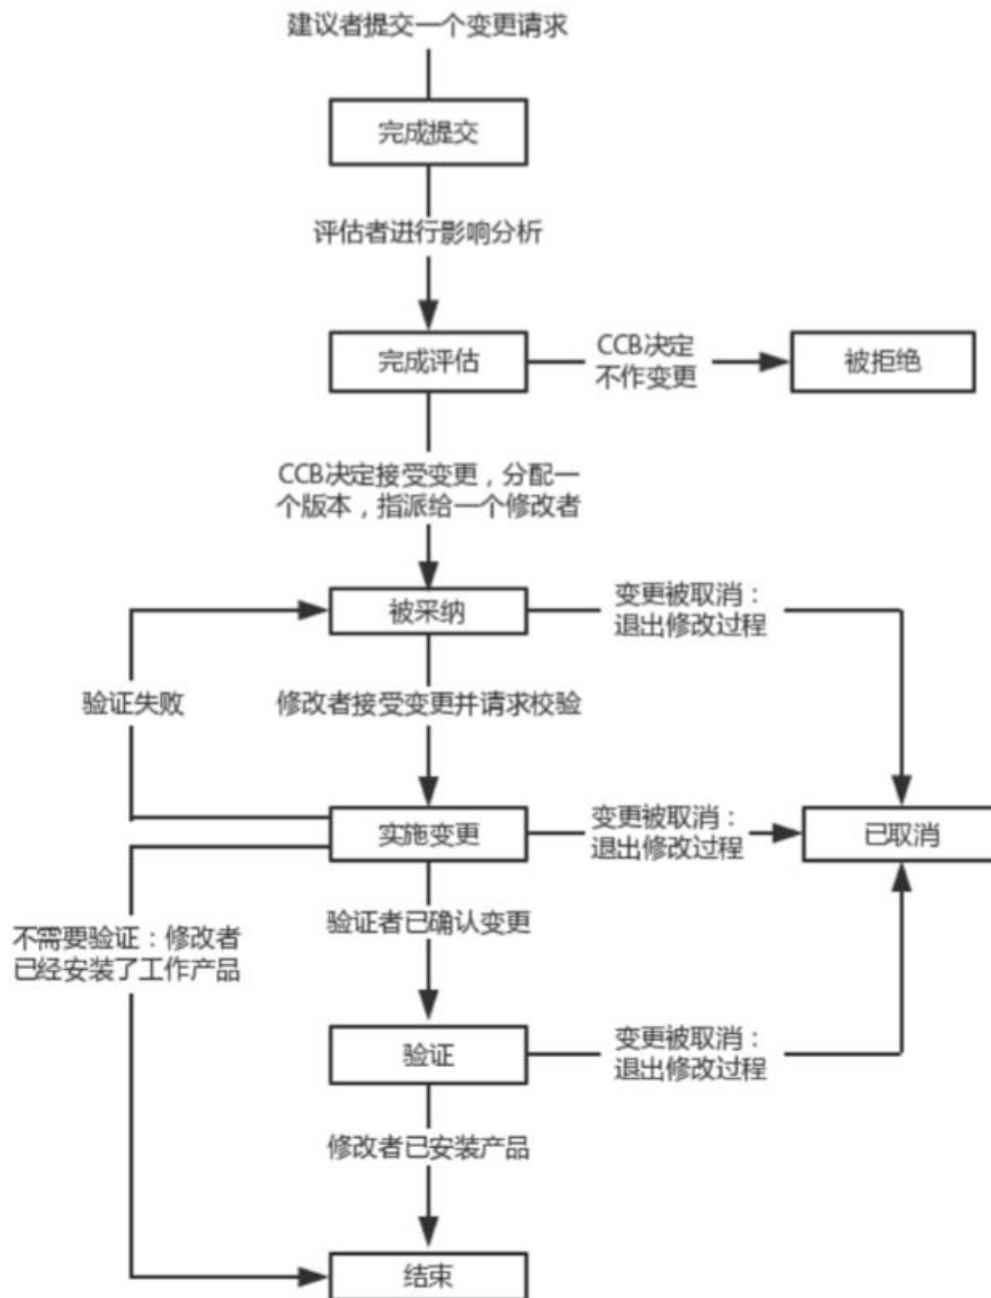 建议者提交一个变更请求
完成提交
评估者进行影响分析
完成评估
CCB决定
不作变更
被拒绝
CCB决定接受变更，分配一
个版本，指派给一个修改者
被采纳
变更被取消：
退出修改过程
验证失败
修改者接受变更并请求校验
实施变更
变更被取消：
退出修改过程
已取消
验证者已确认变更
不需要验证：修改者
已经安装了工作产品
验证
变更被取消：
退出修改过程
修改者已安装产品
结束